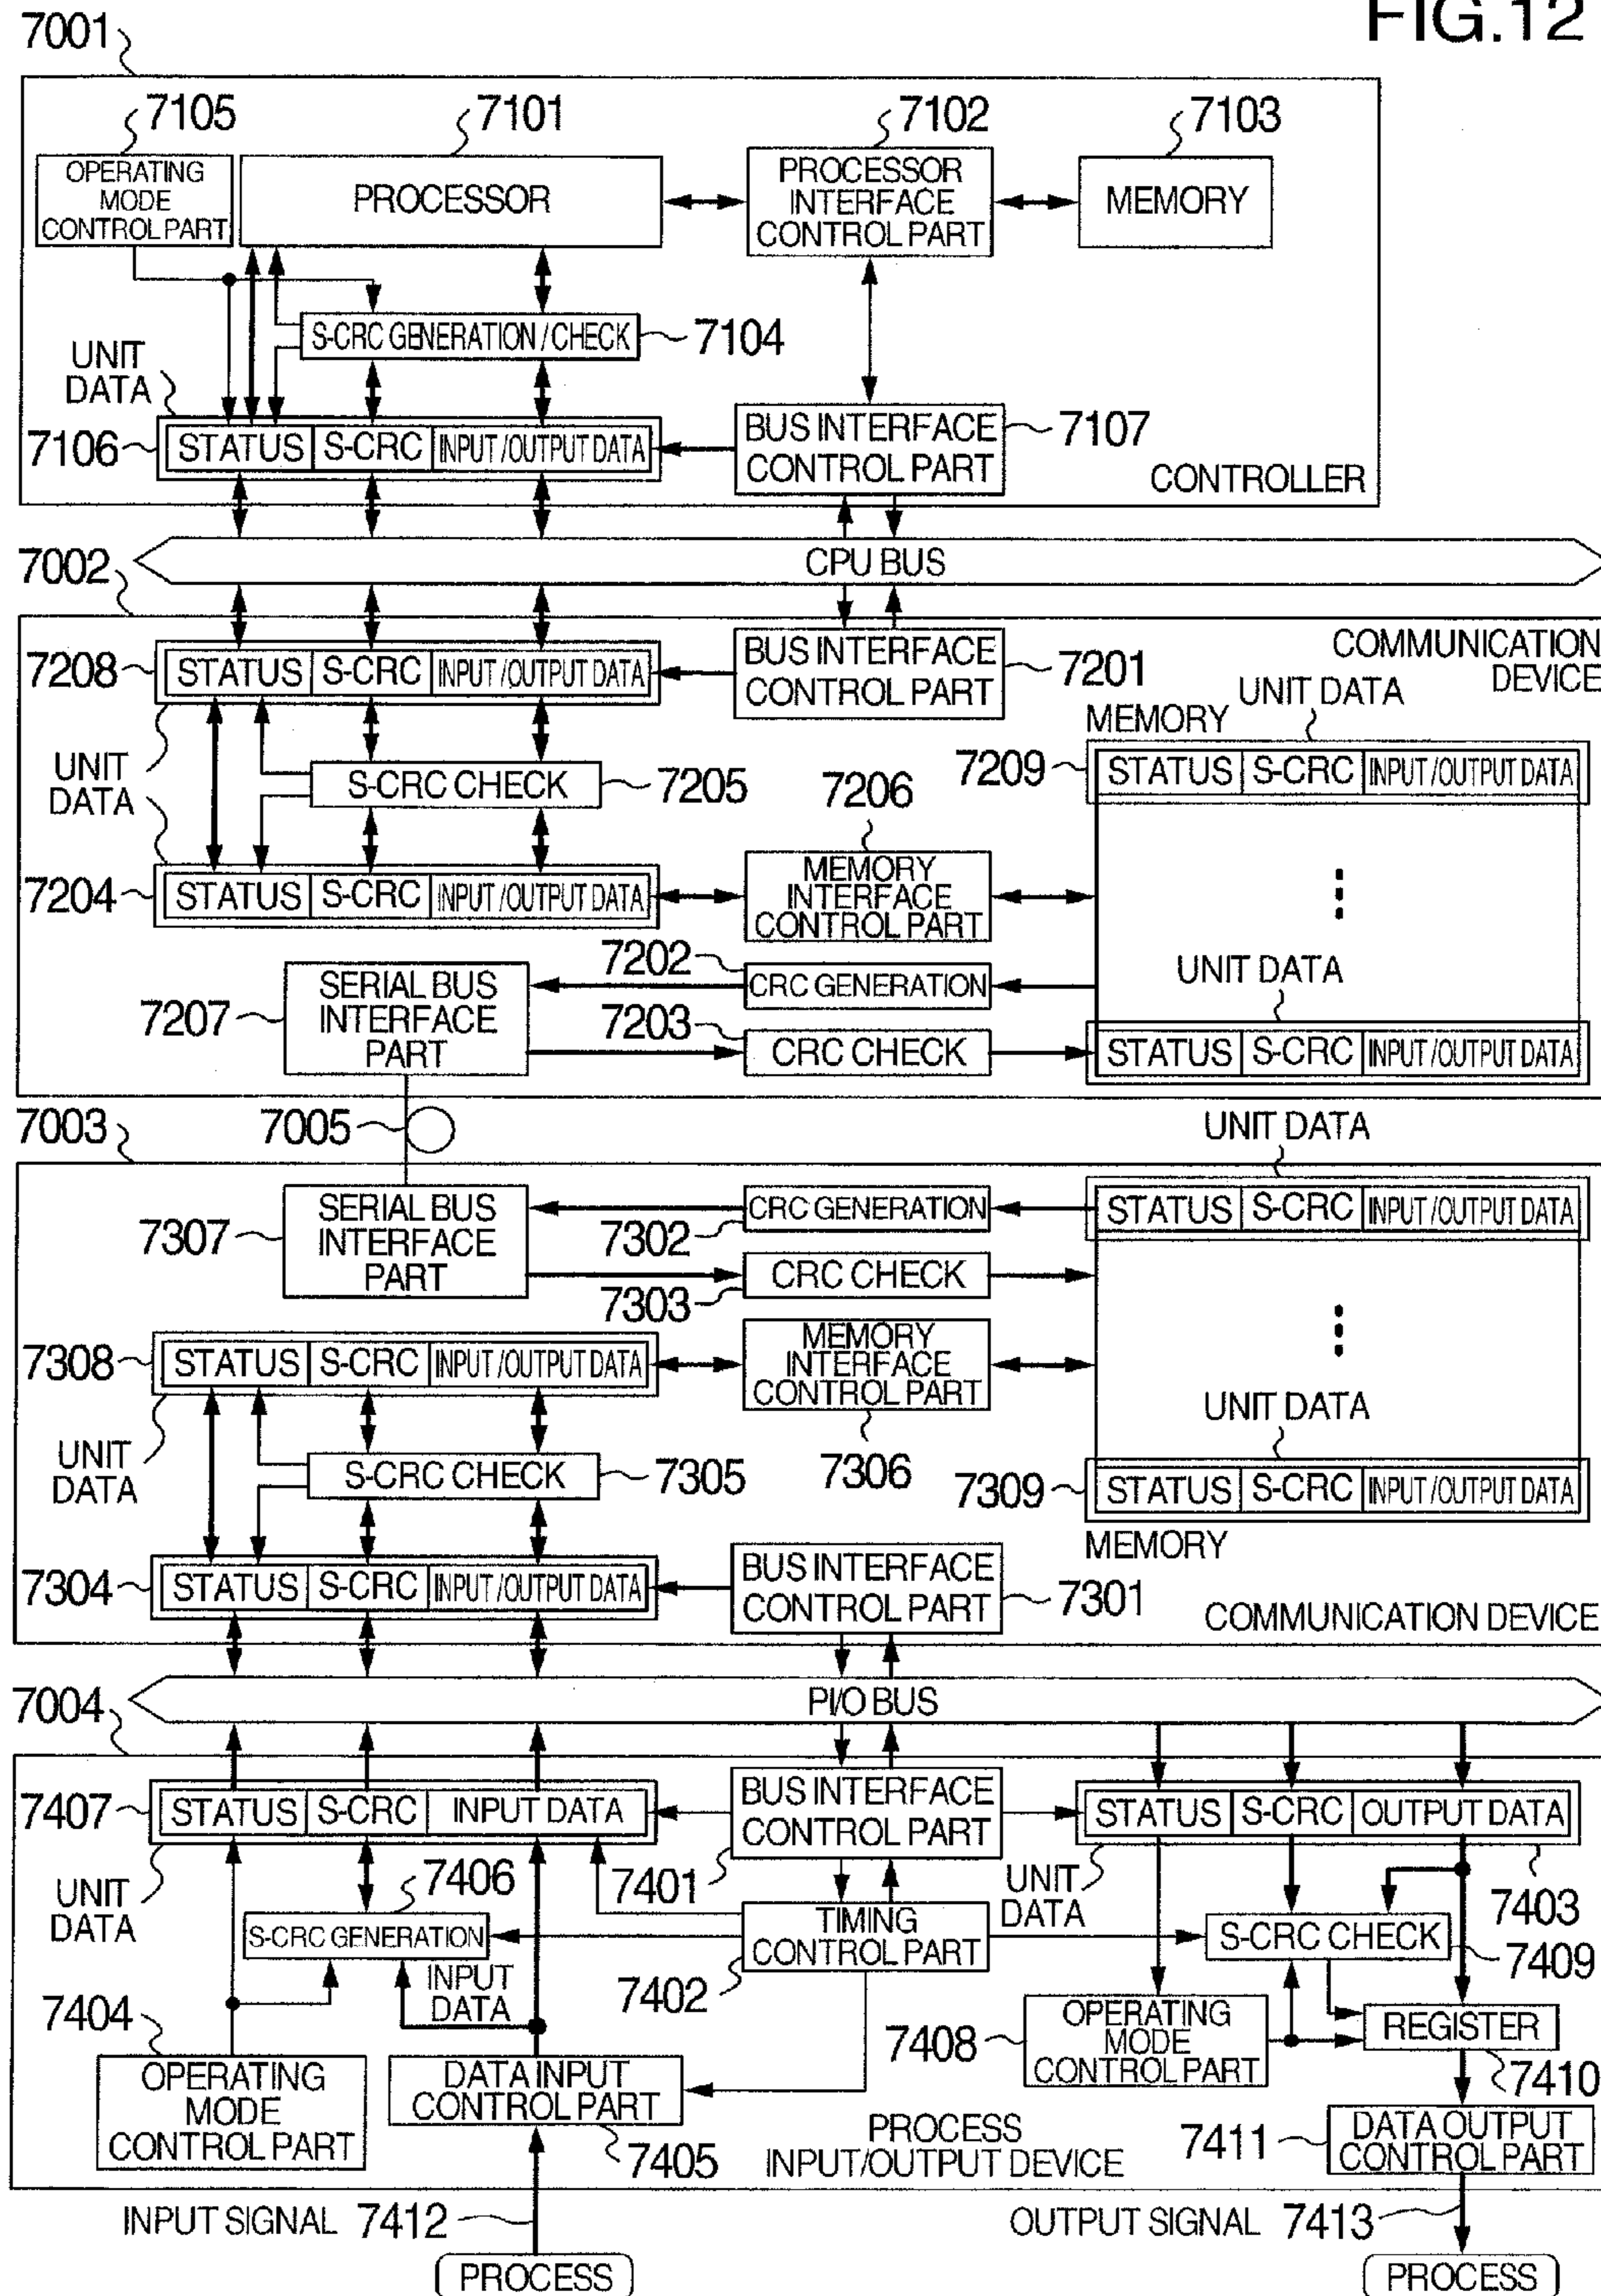 FIG.12
7001
7105
7101
7102
7103
OPERATING
MODE
CONTROL PART
PROCESSOR
PROCESSOR
INTERFACE
CONTROL PART
MEMORY
S-CRC GENERATION/CHECK
7104
UNIT
DATA
7106
STATUS S-CRC INPUT/OUTPUT DATA
BUS INTERFACE
CONTROL PART
7107
CONTROLLER
7002
CPU BUS
7208
STATUS S-CRC INPUT/OUTPUT DATA
BUS INTERFACE
CONTROL PART
7201
COMMUNICATION
DEVICE
UNIT DATA
MEMORY
UNIT
DATA
S-CRC CHECK
7205
7206
7209
STATUS S-CRC INPUT/OUTPUT DATA
7204
STATUS S-CRC INPUT/OUTPUT DATA
MEMORY
INTERFACE
CONTROL PART
7202
CRC GENERATION
UNIT DATA
7207
SERIAL BUS
INTERFACE
PART
7203
CRC CHECK
STATUS S-CRC INPUT/OUTPUT DATA
7003
7005
UNIT DATA
7307
SERIAL BUS
INTERFACE
PART
CRC GENERATION
7302
STATUS S-CRC INPUT/OUTPUT DATA
CRC CHECK
7303
7308
STATUS S-CRC INPUT/OUTPUT DATA
MEMORY
INTERFACE
CONTROL PART
7306
UNIT DATA
UNIT
DATA
S-CRC CHECK
7305
7309
STATUS S-CRC INPUT/OUTPUT DATA
MEMORY
7304
STATUS S-CRC INPUT/OUTPUT DATA
BUS INTERFACE
CONTROL PART
7301
COMMUNICATION DEVICE
7004
PI/O BUS
7407
STATUS S-CRC INPUT DATA
BUS INTERFACE
CONTROL PART
7401
STATUS S-CRC OUTPUT DATA
7403
UNIT
DATA
7406
S-CRC GENERATION
UNIT
DATA
TIMING
CONTROL PART
7402
S-CRC CHECK
7409
INPUT
DATA
7404
OPERATING
MODE
CONTROL PART
DATA INPUT
CONTROL PART
7405
7408
OPERATING
MODE
CONTROL PART
REGISTER
7410
PROCESS
INPUT/OUTPUT DEVICE
7411
DATA OUTPUT
CONTROL PART
INPUT SIGNAL 7412
OUTPUT SIGNAL 7413
PROCESS
PROCESS